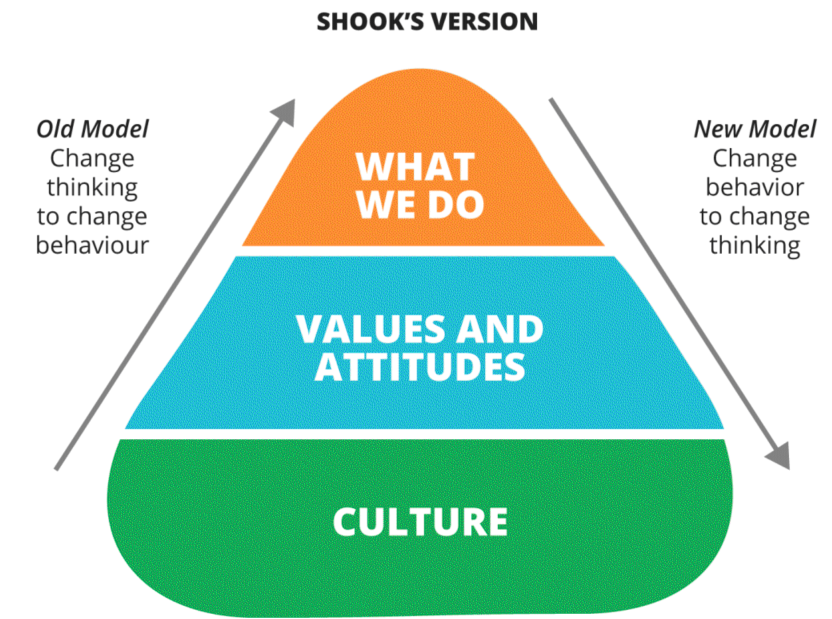 SHOOK’S VERSION
Old Model
Change
thinking
to change
behaviour
New Model
Change
behavior
to change
thinking
WHAT
WE DO
VALUES AND
ATTITUDES
CULTURE